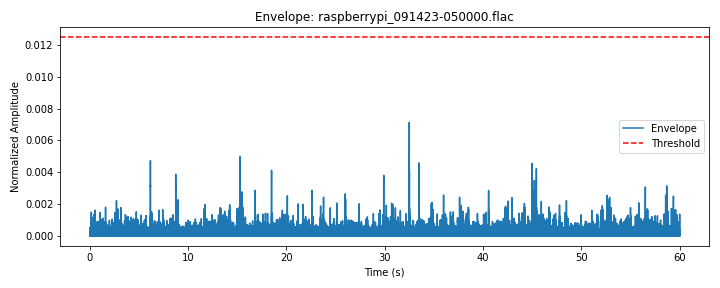 Envelope: raspberrypi_091423-050000.flac
Normalized Amplitude
0.012
0.010
0.008
0.006
0.004
0.002
0.000
Envelope
Threshold
0 10 20 30 40 50 60
Time (s)